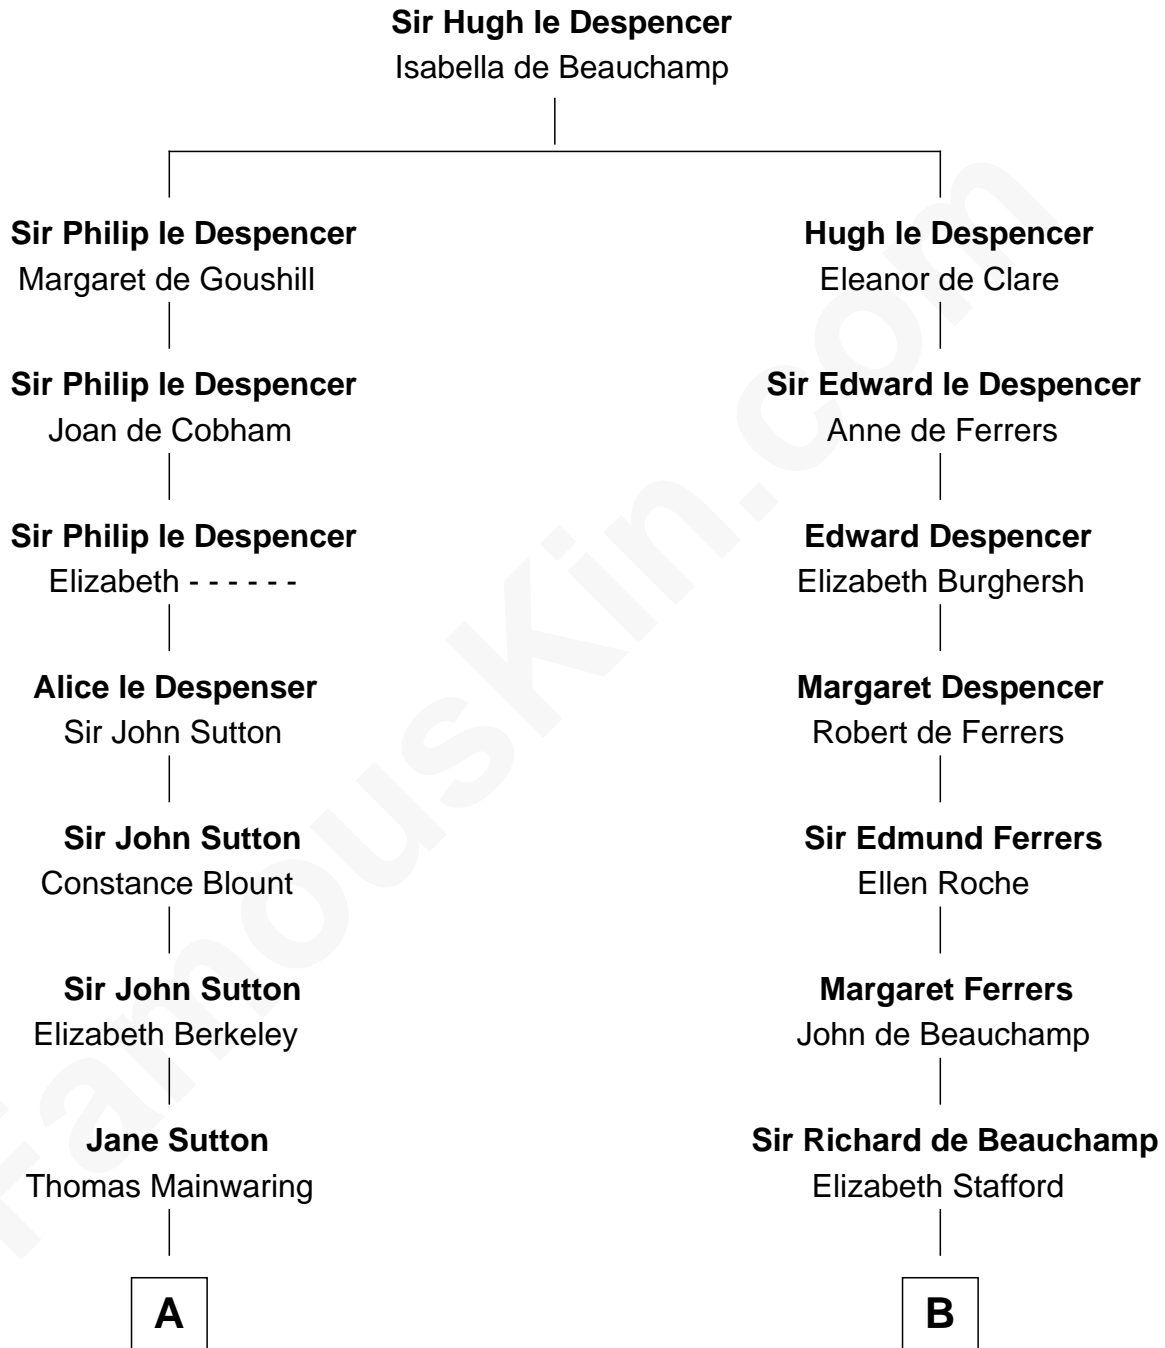 Sir Hugh le Despencer
Isabella de Beauchamp
Sir Philip le Despencer
Margaret de Goushill
Hugh le Despencer
Eleanor de Clare
Sir Philip le Despencer
Joan de Cobham
Sir Edward le Despencer
Anne de Ferrers
Sir Philip le Despencer
Elizabeth - - - - - -
Edward Despencer
Elizabeth Burghersh
Alice le Despenser
Sir John Sutton
Margaret Despencer
Robert de Ferrers
Sir John Sutton
Constance Blount
Sir Edmund Ferrers
Ellen Roche
Sir John Sutton
Elizabeth Berkeley
Margaret Ferrers
John de Beauchamp
Jane Sutton
Thomas Mainwaring
Sir Richard de Beauchamp
Elizabeth Stafford
A
B
FamousKin.com